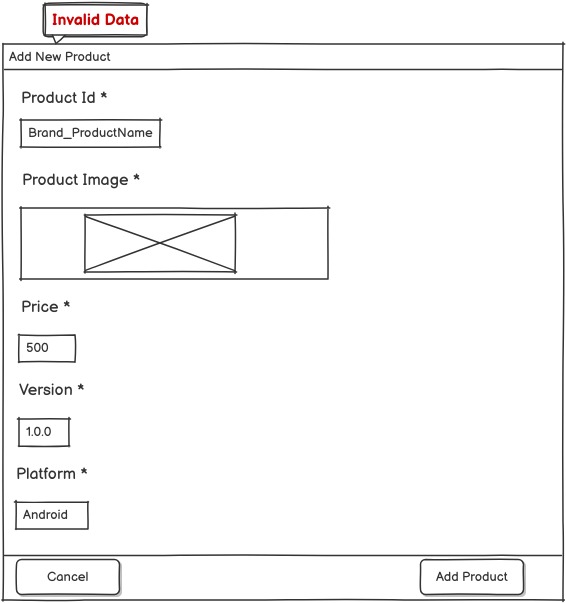 Invalid Data
Add New Product
Product Id *
Brand_ProductName
Product Image *
Price *
500
Version *
1.0.0
Platform *
Android
Cancel
Add Product